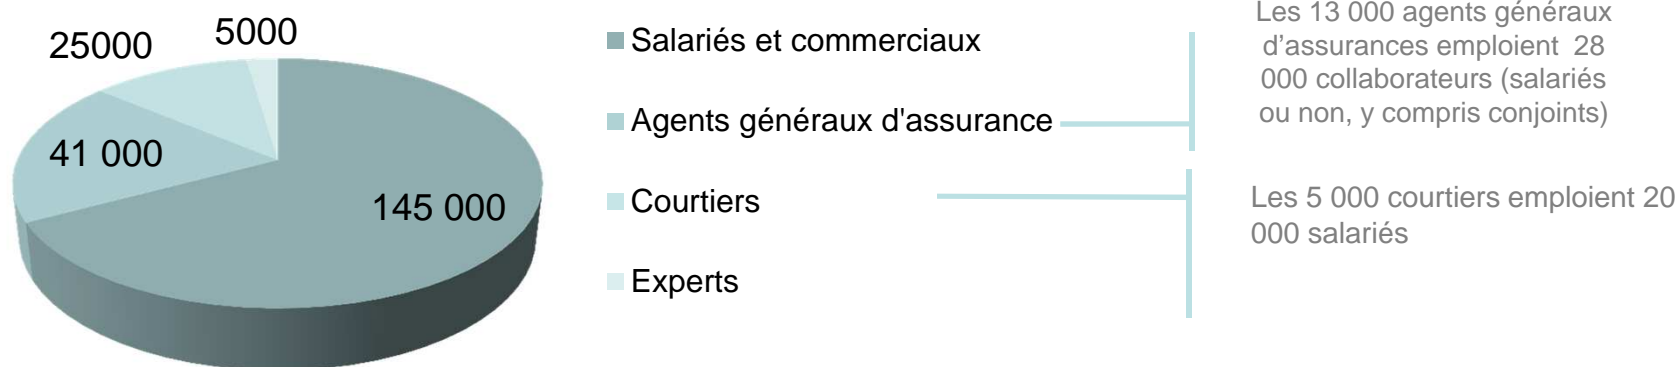 25000
5000
41 000
145 000
Salariés et commerciaux
Agents généraux d'assurance
Courtiers
Experts
Les 13 000 agents généraux
d’assurances emploient 28
000 collaborateurs (salariés
ou non, y compris conjoints)
Les 5 000 courtiers emploient 20
000 salariés